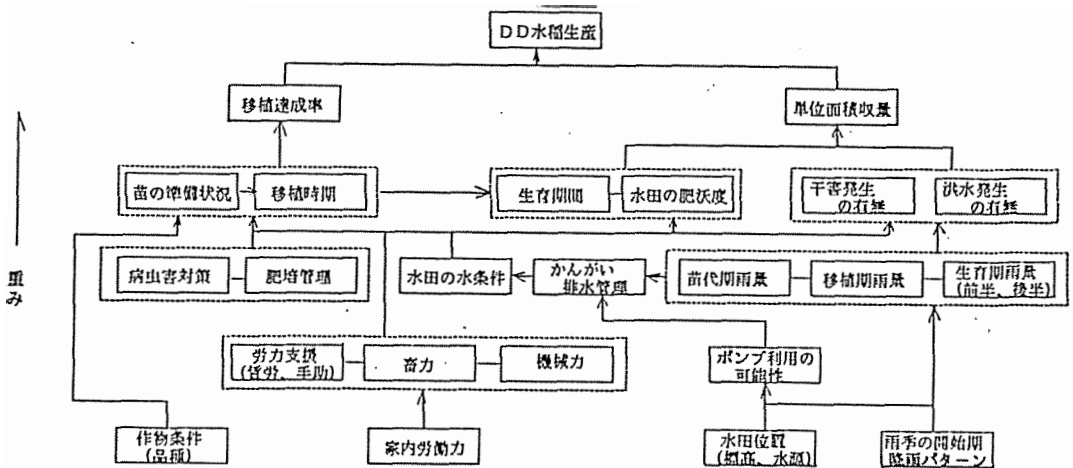 DD水稲生産
移植達成率
単位面積収量
苗の準備状況
移植時期
生育期間
水田の肥沃度
干害発生
の有無
洪水発生
の有無
病虫害対策
肥培管理
水田の水条件
かんがい
排水管理
苗代期雨量
移植期雨量
生育期雨量
(前半、後半)
重み
労力支援
(賃労、手助)
畜力
機械力
ポンプ利用の
可能性
作物条件
(品種)
家内労働力
水田位置
(標高、水源)
雨季の開始期
降雨パターン